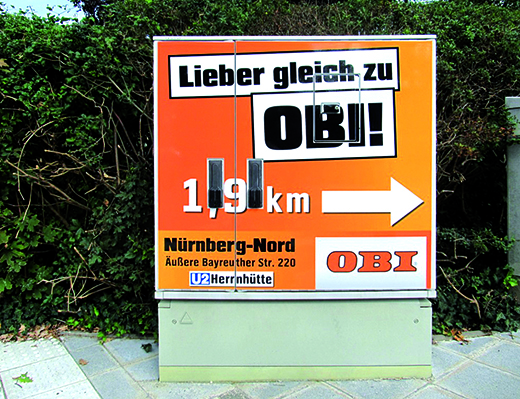 Lieber gleich zu
OBI!
1,9 km
Nürnberg-Nord
Äußere Bayreuther Str. 220
U2 Herrnhütte
OBI